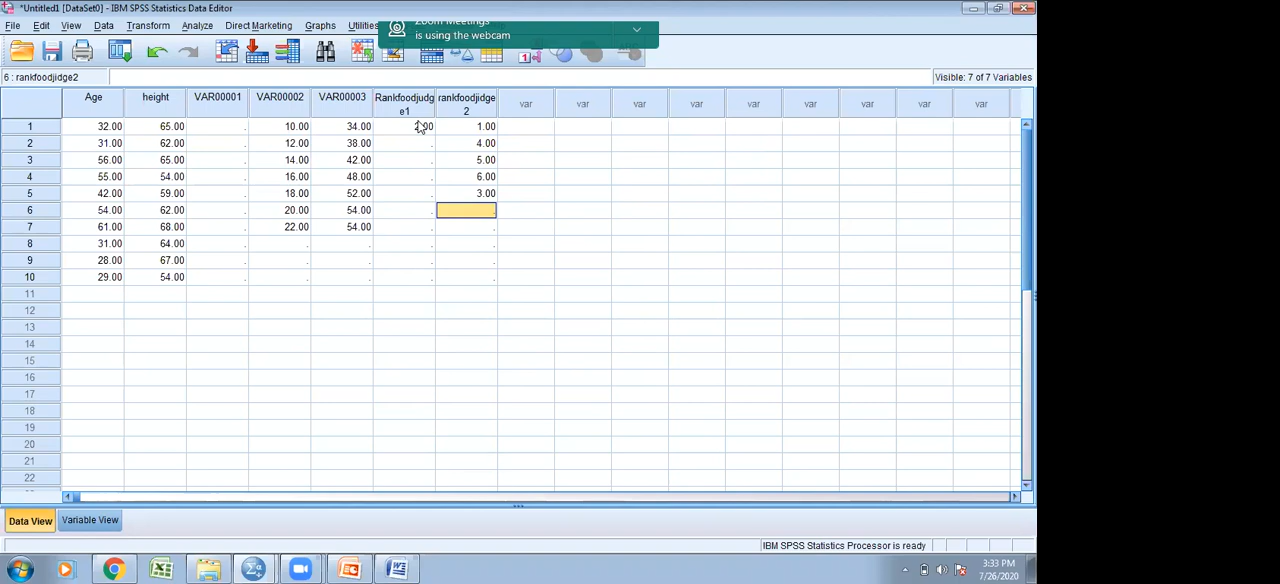 *Untitled1 [DataSet0] - IBM SPSS Statistics Data Editor
File Edit View Data Transform Analyze Direct Marketing Graphs Utilities
Zoom Meetings
is using the webcam
6 : rankfoodjidge2 Visible: 7 of 7 Variables
Age height VAR00001 VAR00002 VAR00003 Rankfoodjudge1 rankfoodjidge2 var var var var var var var var var
1 32.00 65.00 . 10.00 34.00 1.00
2 31.00 62.00 . 12.00 38.00 . 4.00
3 56.00 65.00 . 14.00 42.00 . 5.00
4 55.00 54.00 . 16.00 48.00 . 6.00
5 42.00 59.00 . 18.00 52.00 . 3.00
6 54.00 62.00 . 20.00 54.00 . .
7 61.00 68.00 . 22.00 54.00 . .
8 31.00 64.00 . . . . .
9 28.00 67.00 . . . . .
10 29.00 54.00 . . . . .
11
12
13
14
15
16
17
18
19
20
21
22
Data View Variable View
IBM SPSS Statistics Processor is ready
3:33 PM
7/26/2020